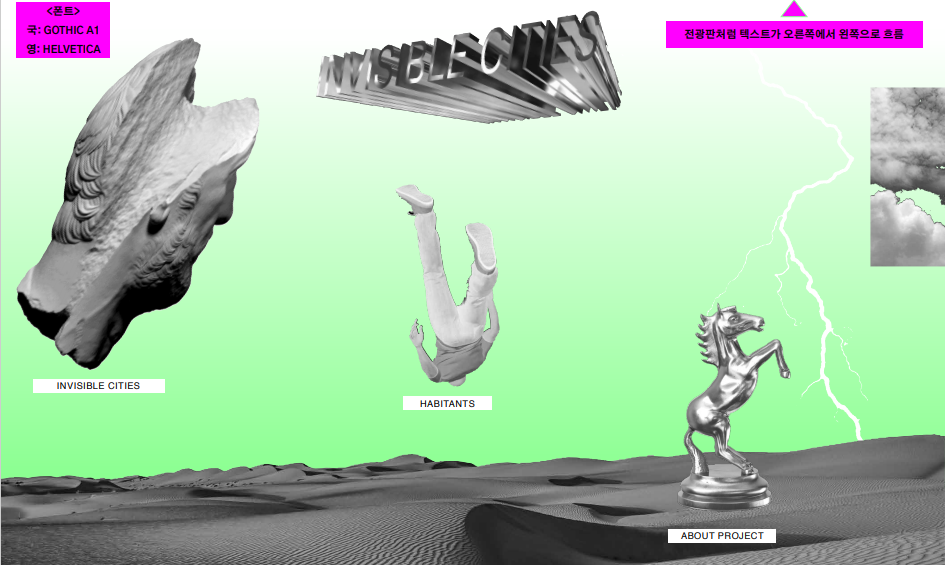 <폰트>
국: GOTHIC A1
영: HELVETICA
INVISIBLE CITIES
전광판처럼 텍스트가 오른쪽에서 왼쪽으로 흐름
INVISIBLE CITIES
HABITANTS
ABOUT PROJECT